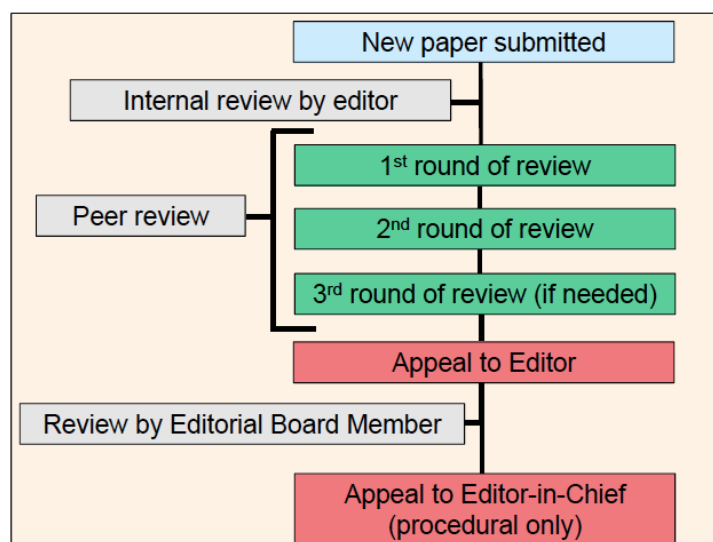 New paper submitted
Internal review by editor
1st round of review
Peer review
2nd round of review
3rd round of review (if needed)
Appeal to Editor
Review by Editorial Board Member
Appeal to Editor-in-Chief
(procedural only)